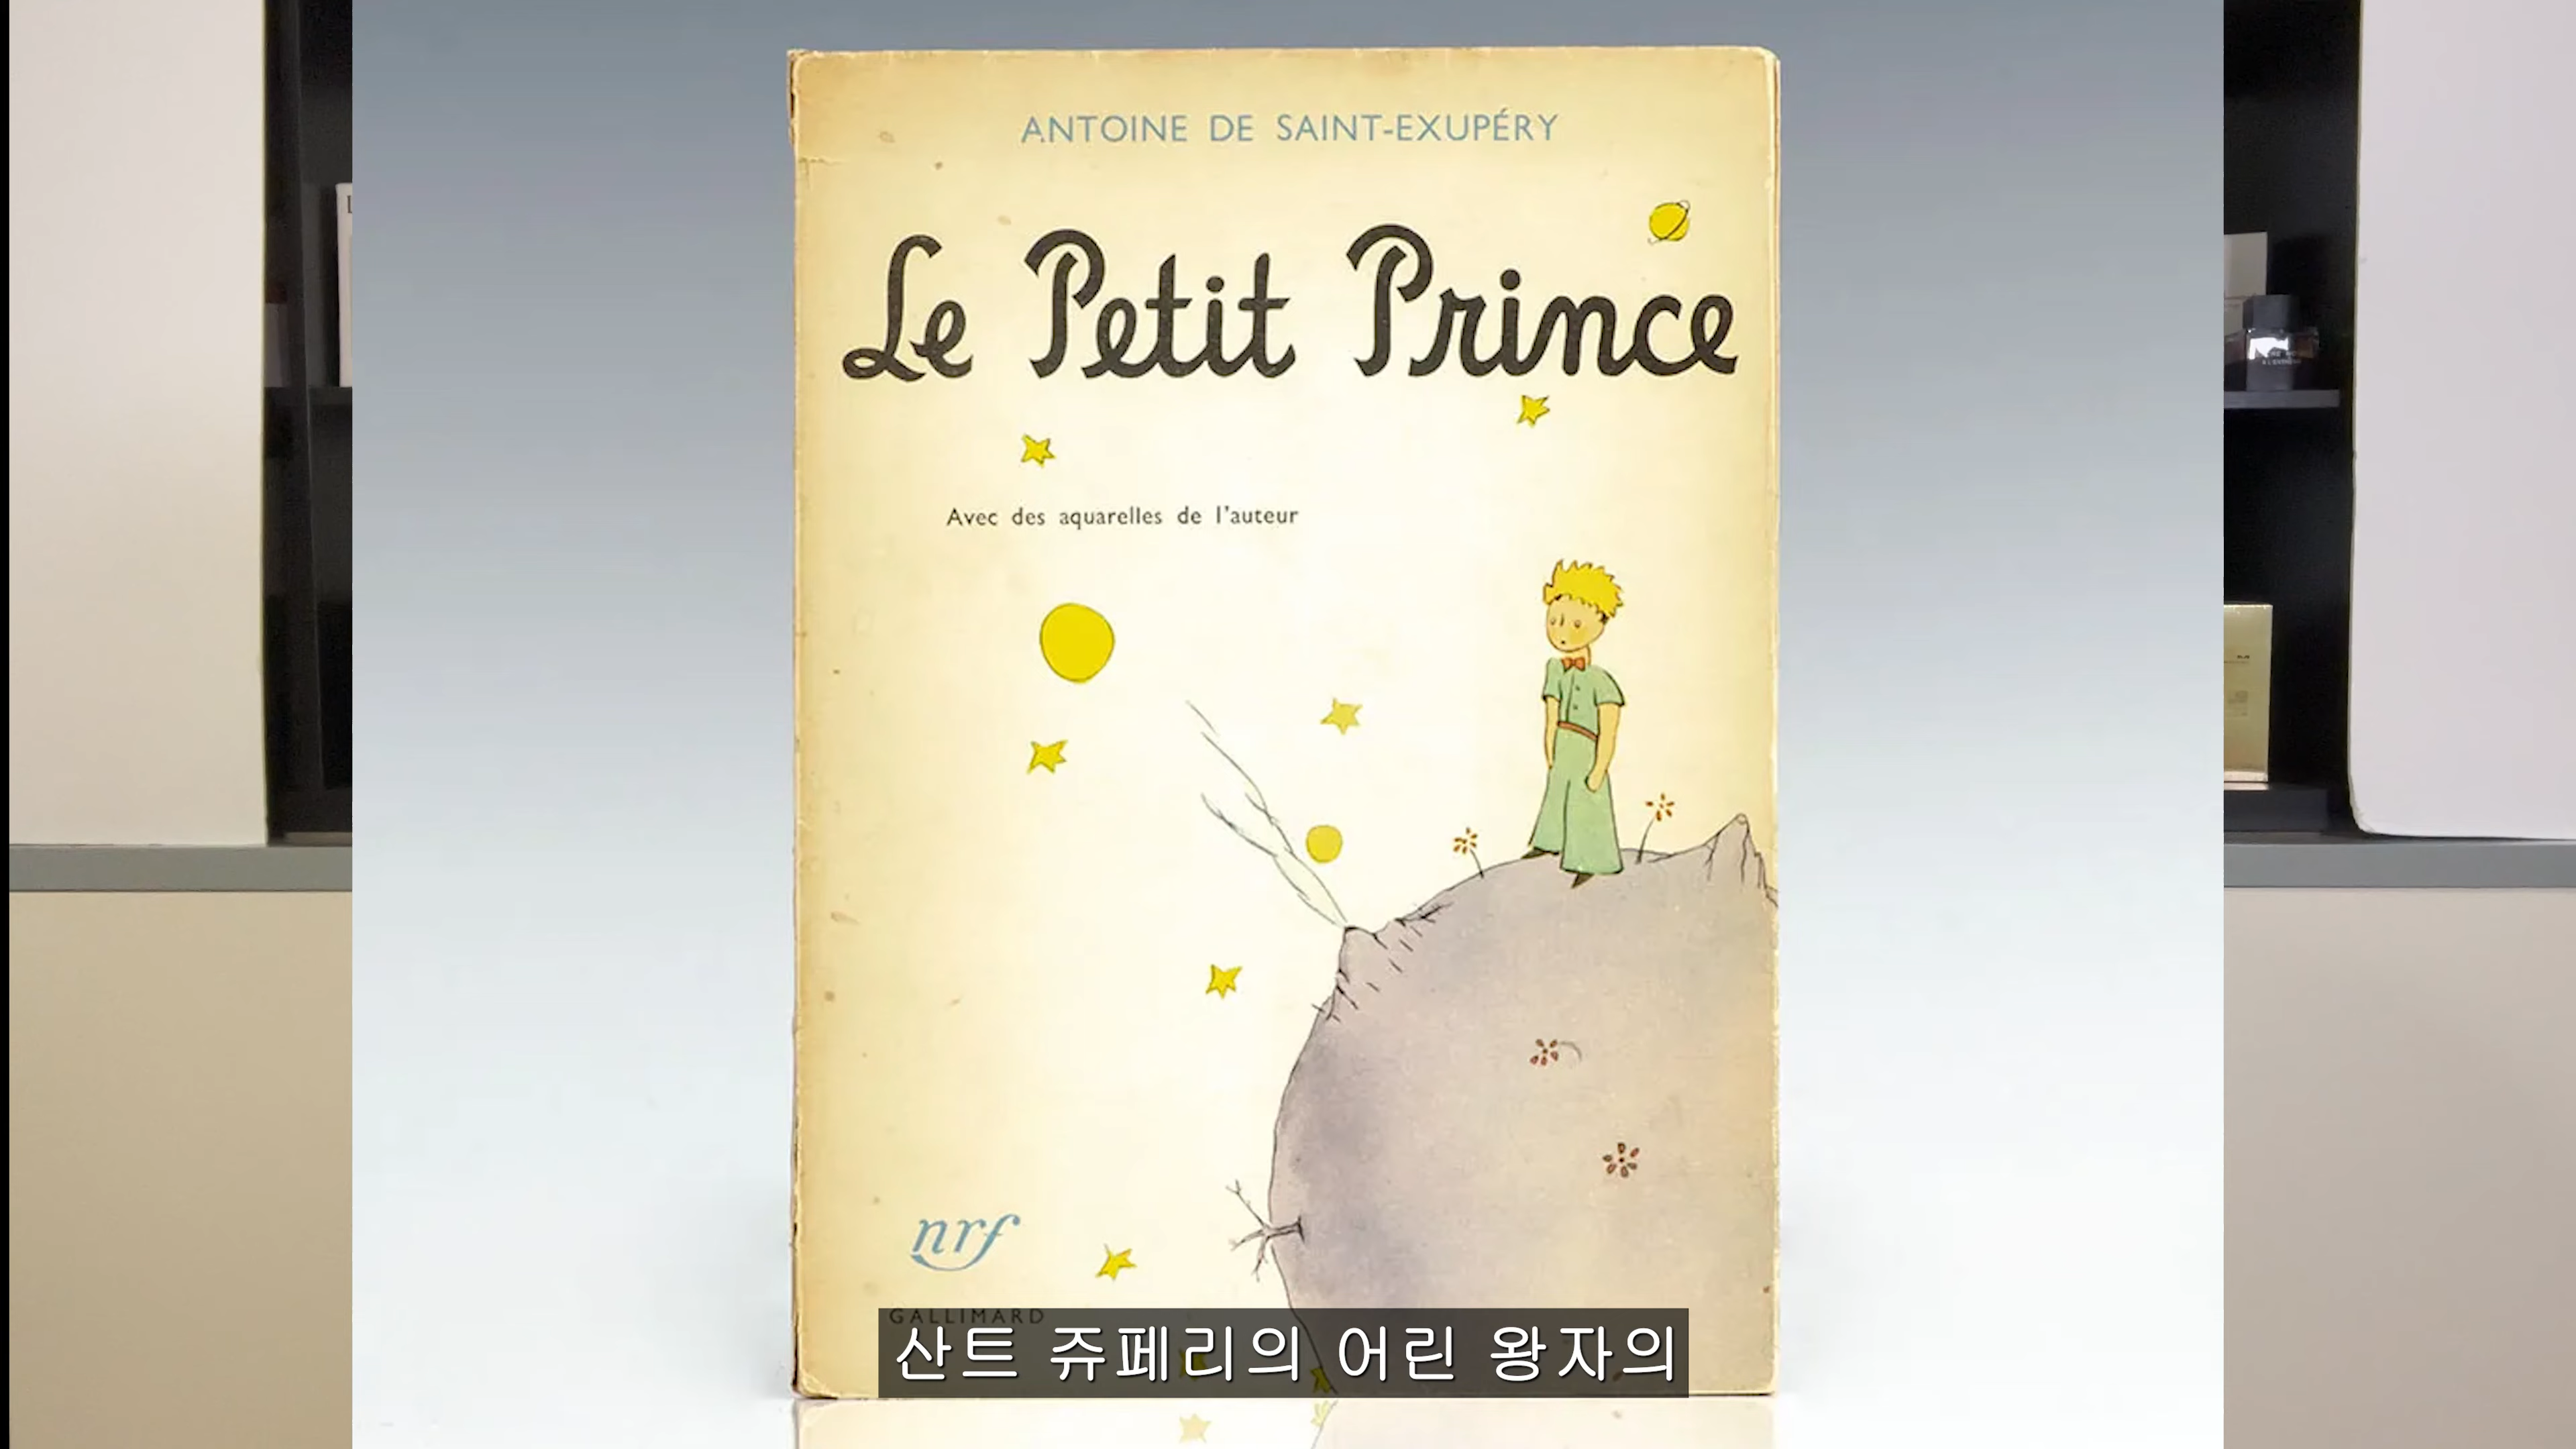 ANTOINE DE SAINT-EXUPÉRY
Le Petit Prince
Avec des aquarelles de l'auteur
nrf
GALLIMARD
산트 쥬페리의 어린 왕자의